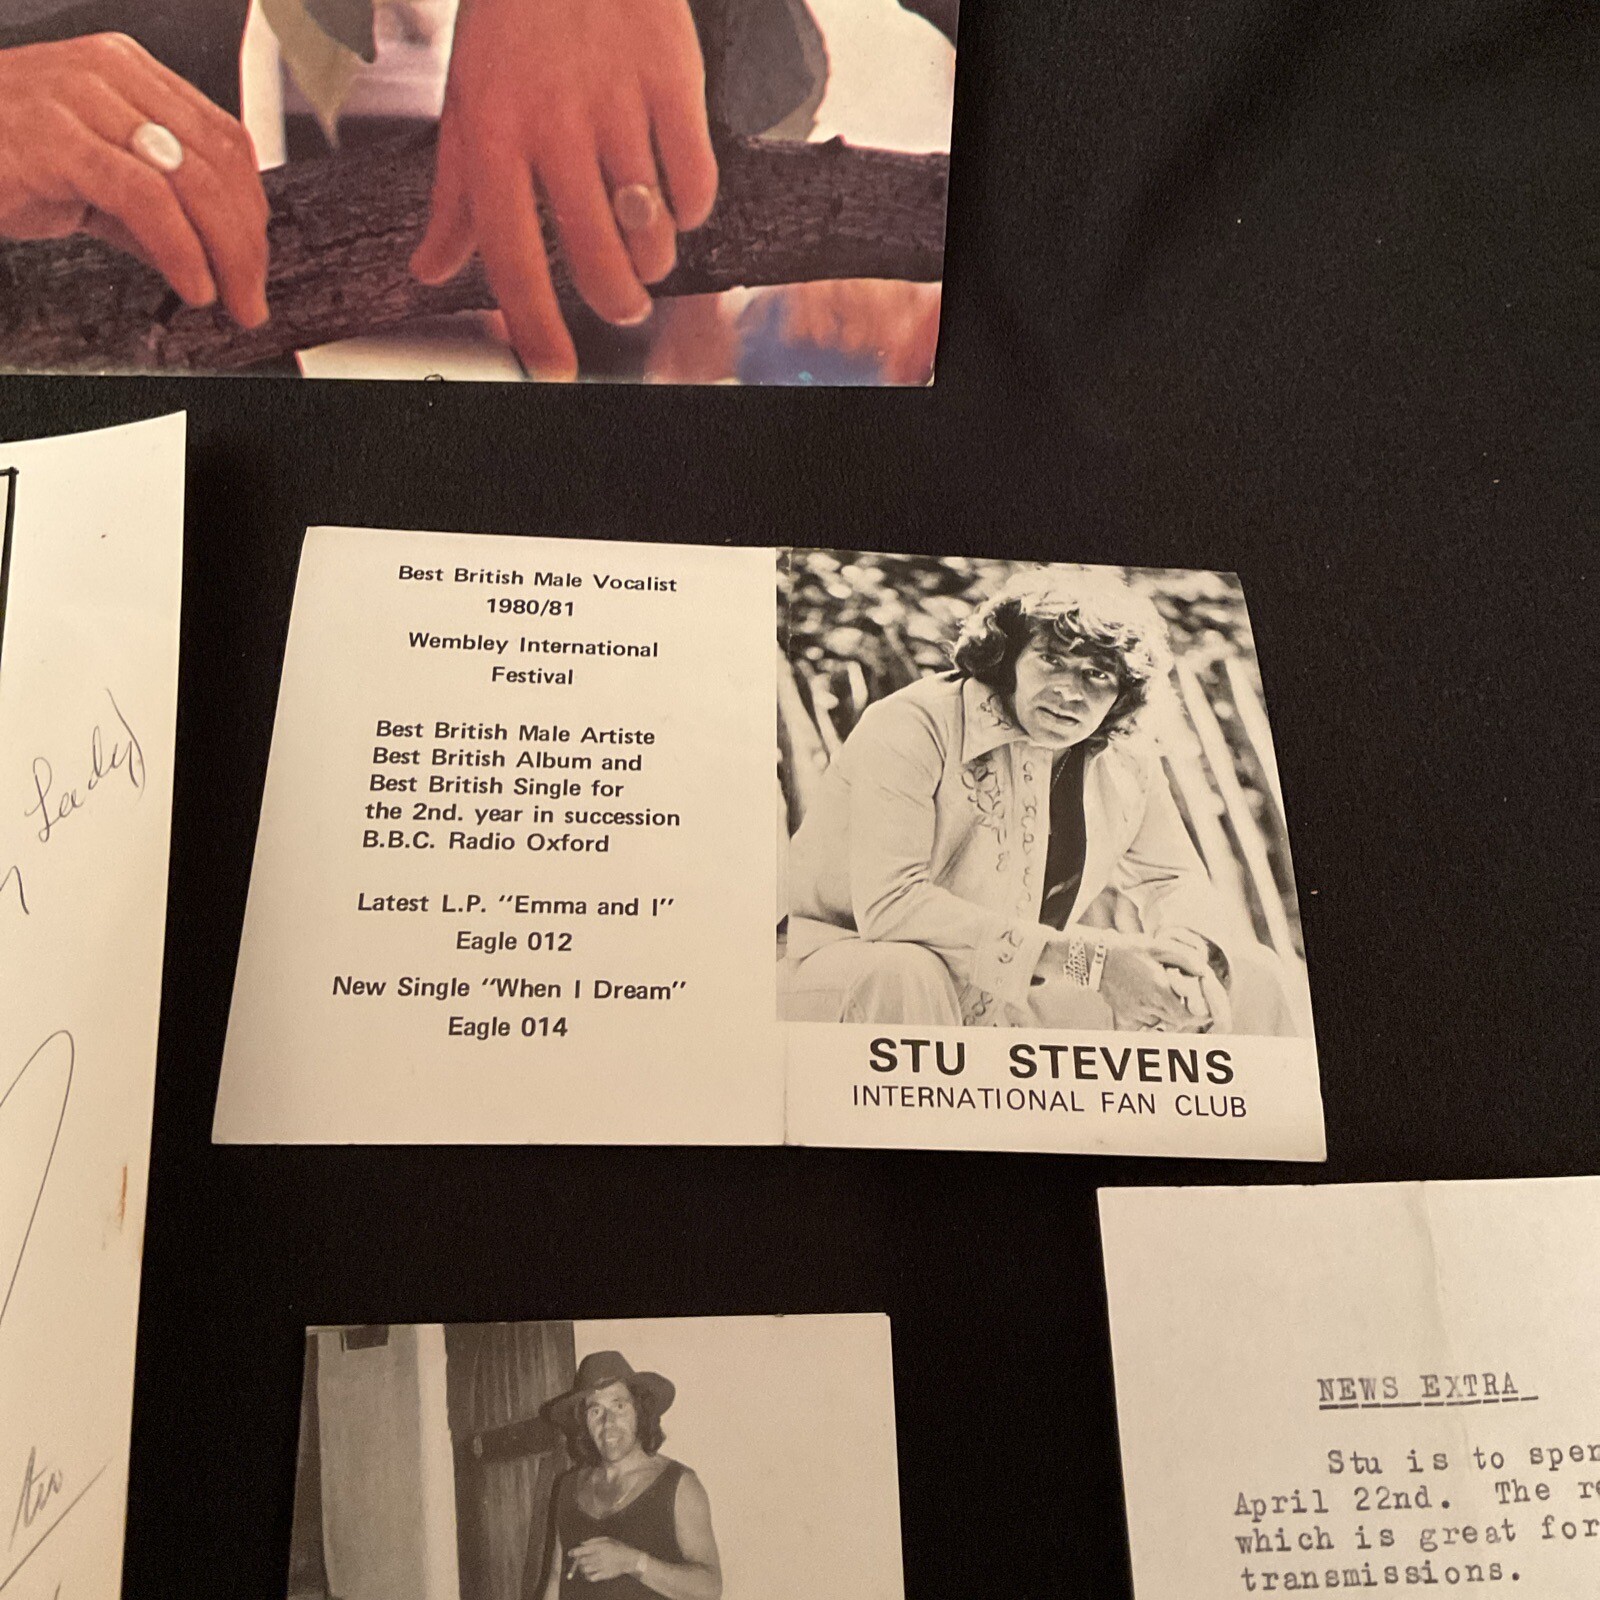 Best British Male Vocalist
1980/81
Wembley International
Festival
Best British Male Artiste
Best British Album and
Best British Single for
the 2nd. year in succession
B.B.C. Radio Oxford
Latest L.P. "Emma and I"
Eagle 012
New Single "When I Dream"
Eagle 014
STU STEVENS
INTERNATIONAL FAN CLUB
NEWS EXTRA
Stu is to
April 22nd. The
which is great for
transmissions.